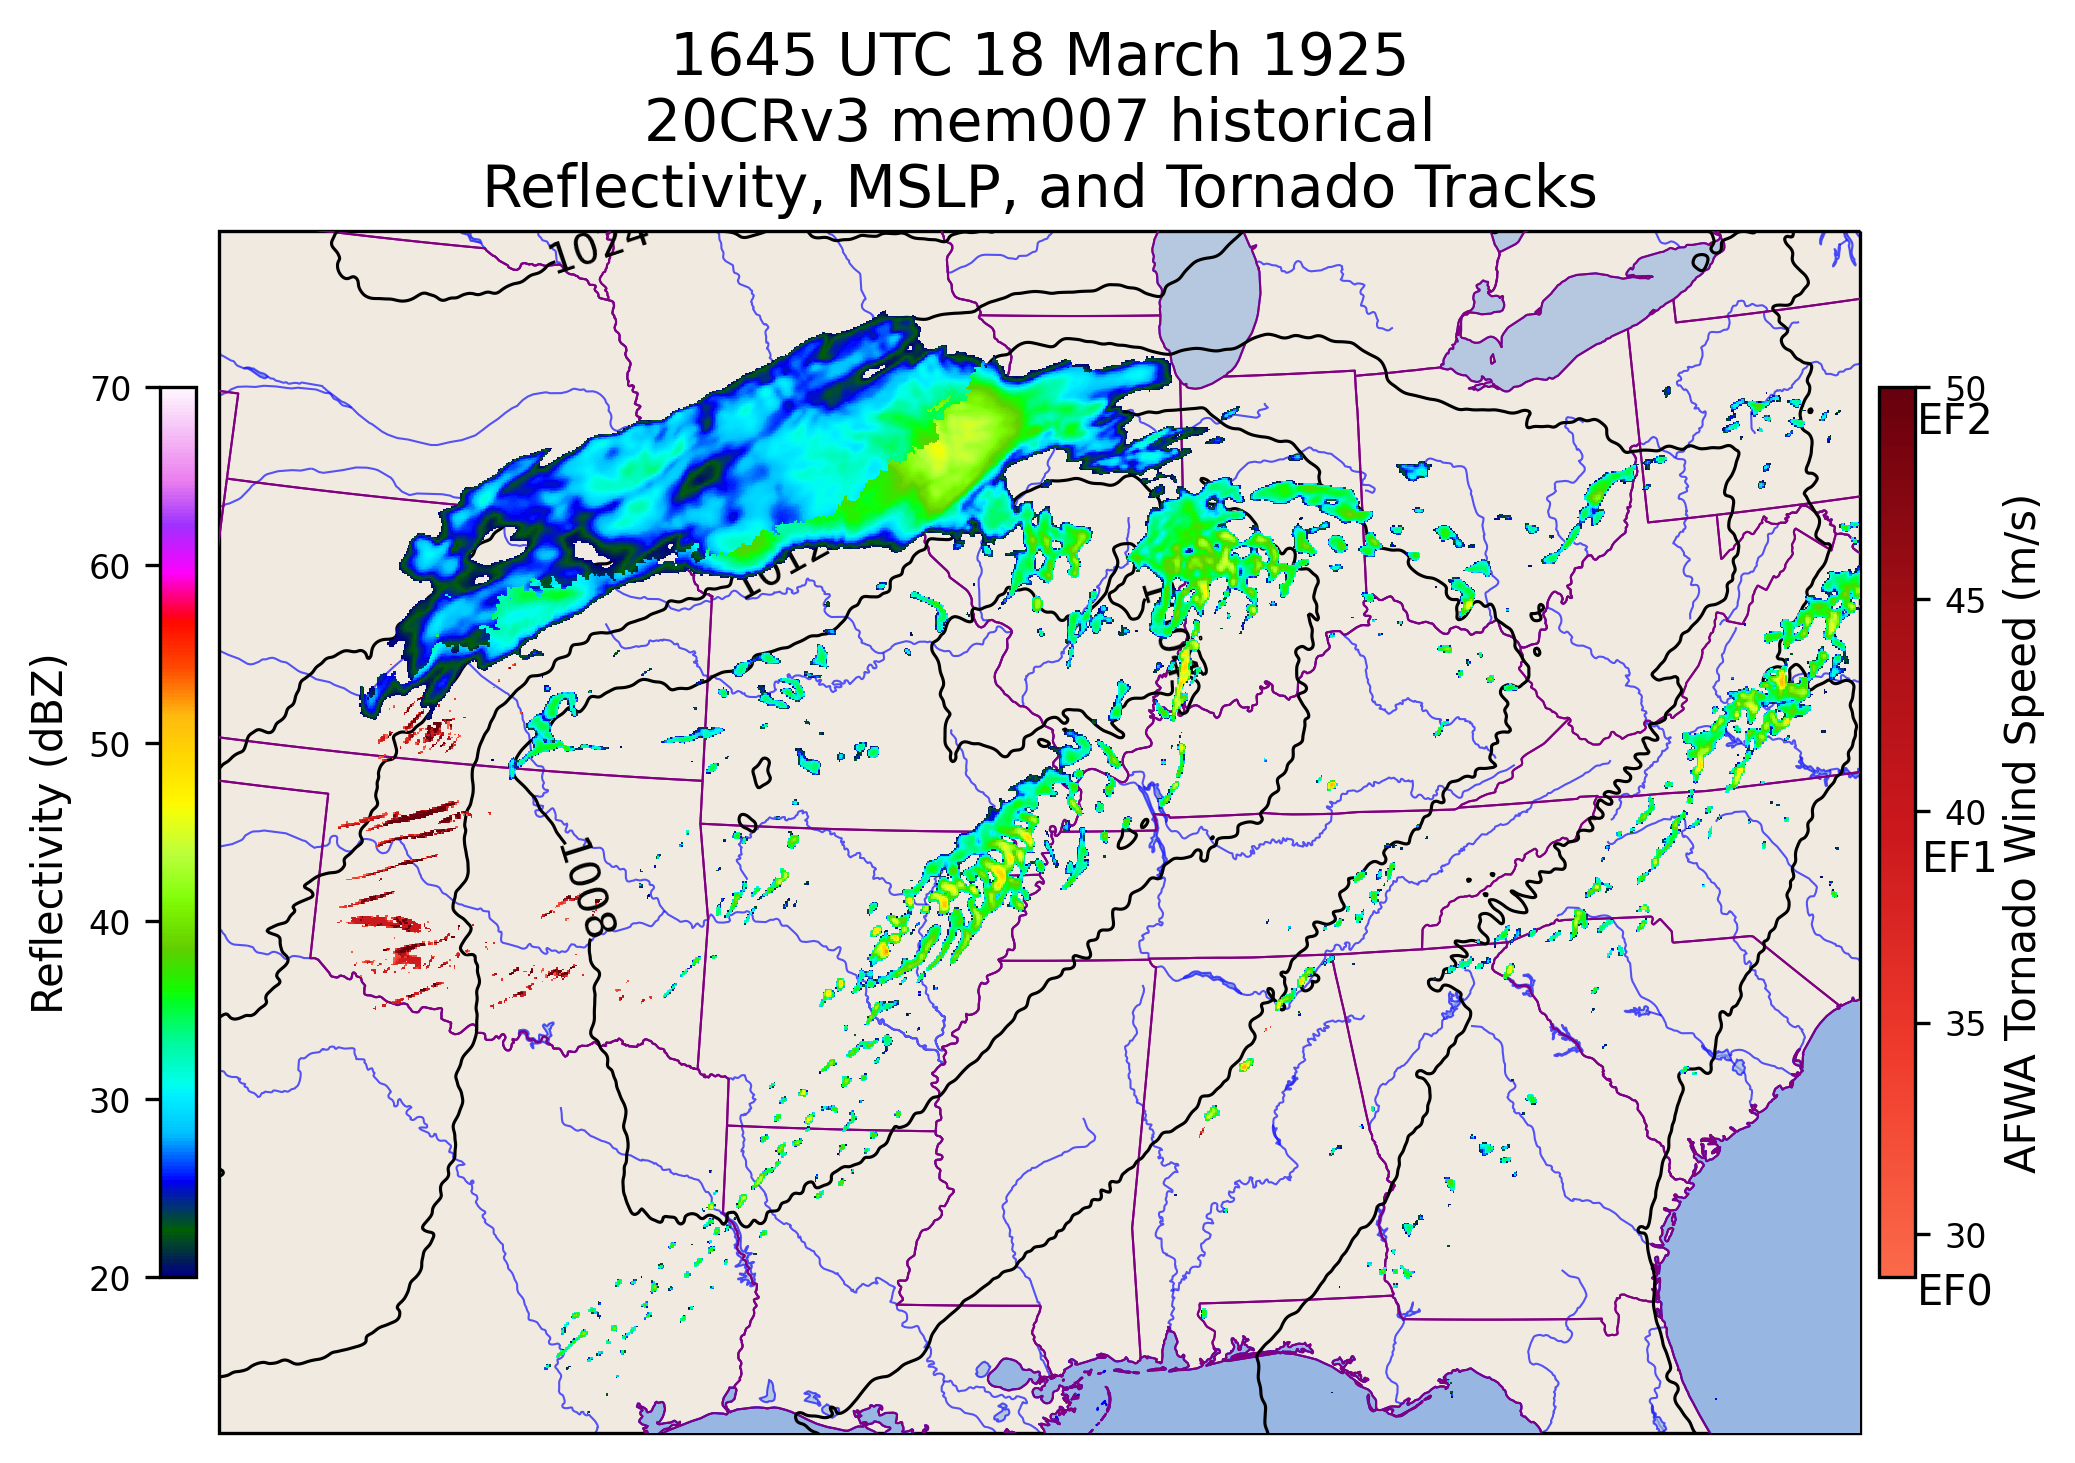 1645 UTC 18 March 1925
20CRv3 mem007 historical
Reflectivity, MSLP, and Tornado Tracks
1024
1012
1008
70
60
50
40
30
20
Reflectivity (dBZ)
50
EF2
45
40
EF1
35
30
EF0
AFWA Tornado Wind Speed (m/s)